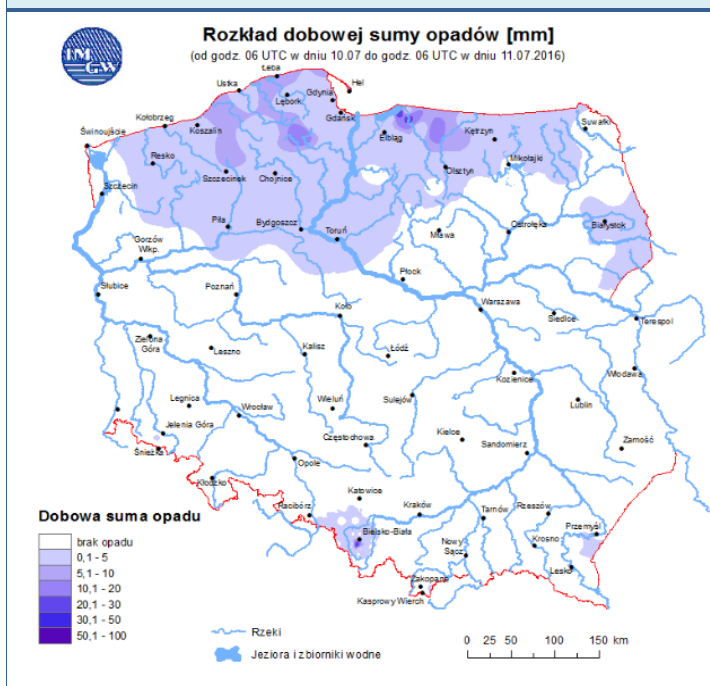 Rozkład dobowej sumy opadów [mm]
(od godz. 06 UTC w dniu 10.07 do godz. 06 UTC w dniu 11.07.2016)
IM
GW
Łeba
Ustka
Hel
Lębork
Gdynia
Gdańsk
Kołobrzeg
Koszalin
Elbląg
Kętrzyn
Suwałki
Świnoujście
Resko
Mikołajki
Szczecinek
Chojnice
Olsztyn
Szczecin
Piła
Bydgoszcz
Toruń
Mława
Ostrołęka
Białystok
Gorzów
Wlkp.
Płock
Słubice
Poznań
Koło
Warszawa
Siedlce
Terespol
Zielona
Góra
Leszno
Kalisz
Łódź
Kozienice
Włodawa
Legnica
Wrocław
Wieluń
Sulejów
Lublin
Jelenia Góra
Śnieżka
Częstochowa
Kielce
Sandomierz
Zamość
Kłodzko
Opole
Racibórz
Katowice
Kraków
Tarnów
Rzeszów
Przemyśl
Bielsko-Biała
Nowy
Sącz
Krosno
Lesko
Zakopane
Kasprowy Wierch
Dobowa suma opadu
brak opadu
0,1 - 5
5,1 - 10
10,1 - 20
20,1 - 30
30,1 - 50
50,1 - 100
Rzeki
Jeziora i zbiorniki wodne
0 25 50 100 150 km